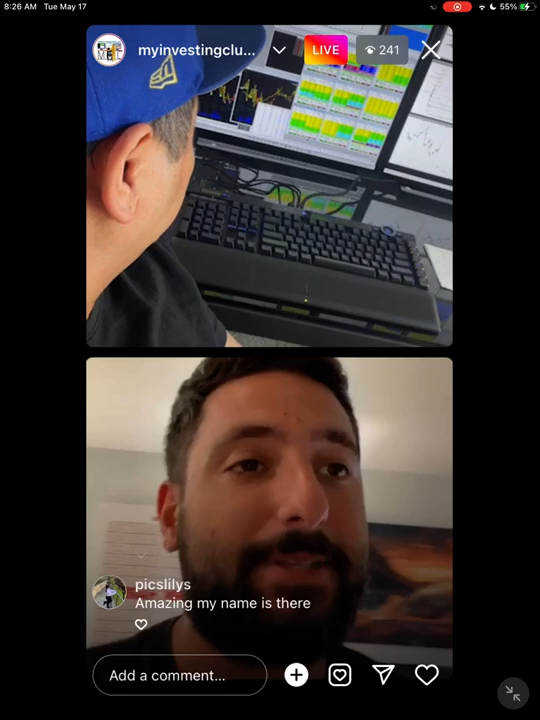 8:26 AM Tue May 17
55%
myinvestingclu...
LIVE
241
picslilys
Amazing my name is there
Add a comment...